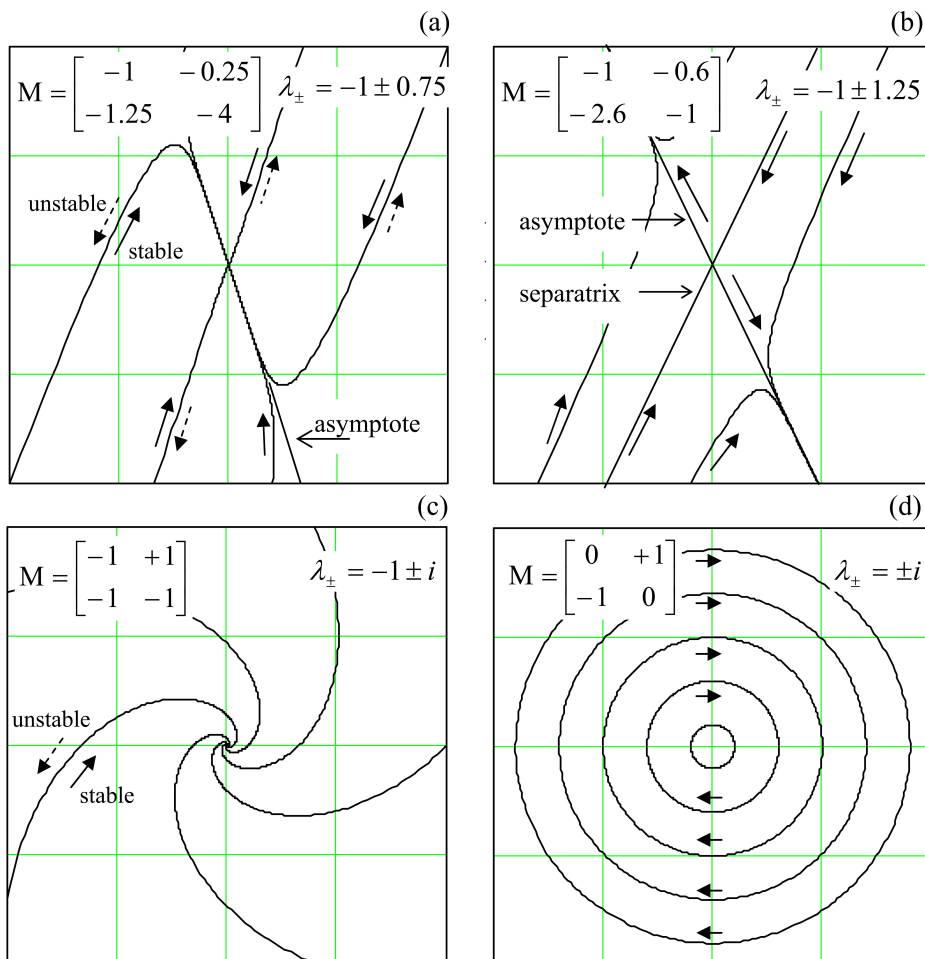 (a)
M = [ −1 −0.25
−1.25 −4 ] λ± = −1 ± 0.75
unstable
stable
asymptote
(b)
M = [ −1 −0.6
−2.6 −1 ] λ± = −1 ± 1.25
asymptote
separatrix
(c)
M = [ −1 +1
−1 −1 ] λ± = −1 ± i
unstable
stable
(d)
M = [ 0 +1
−1 0 ] λ± = ±i